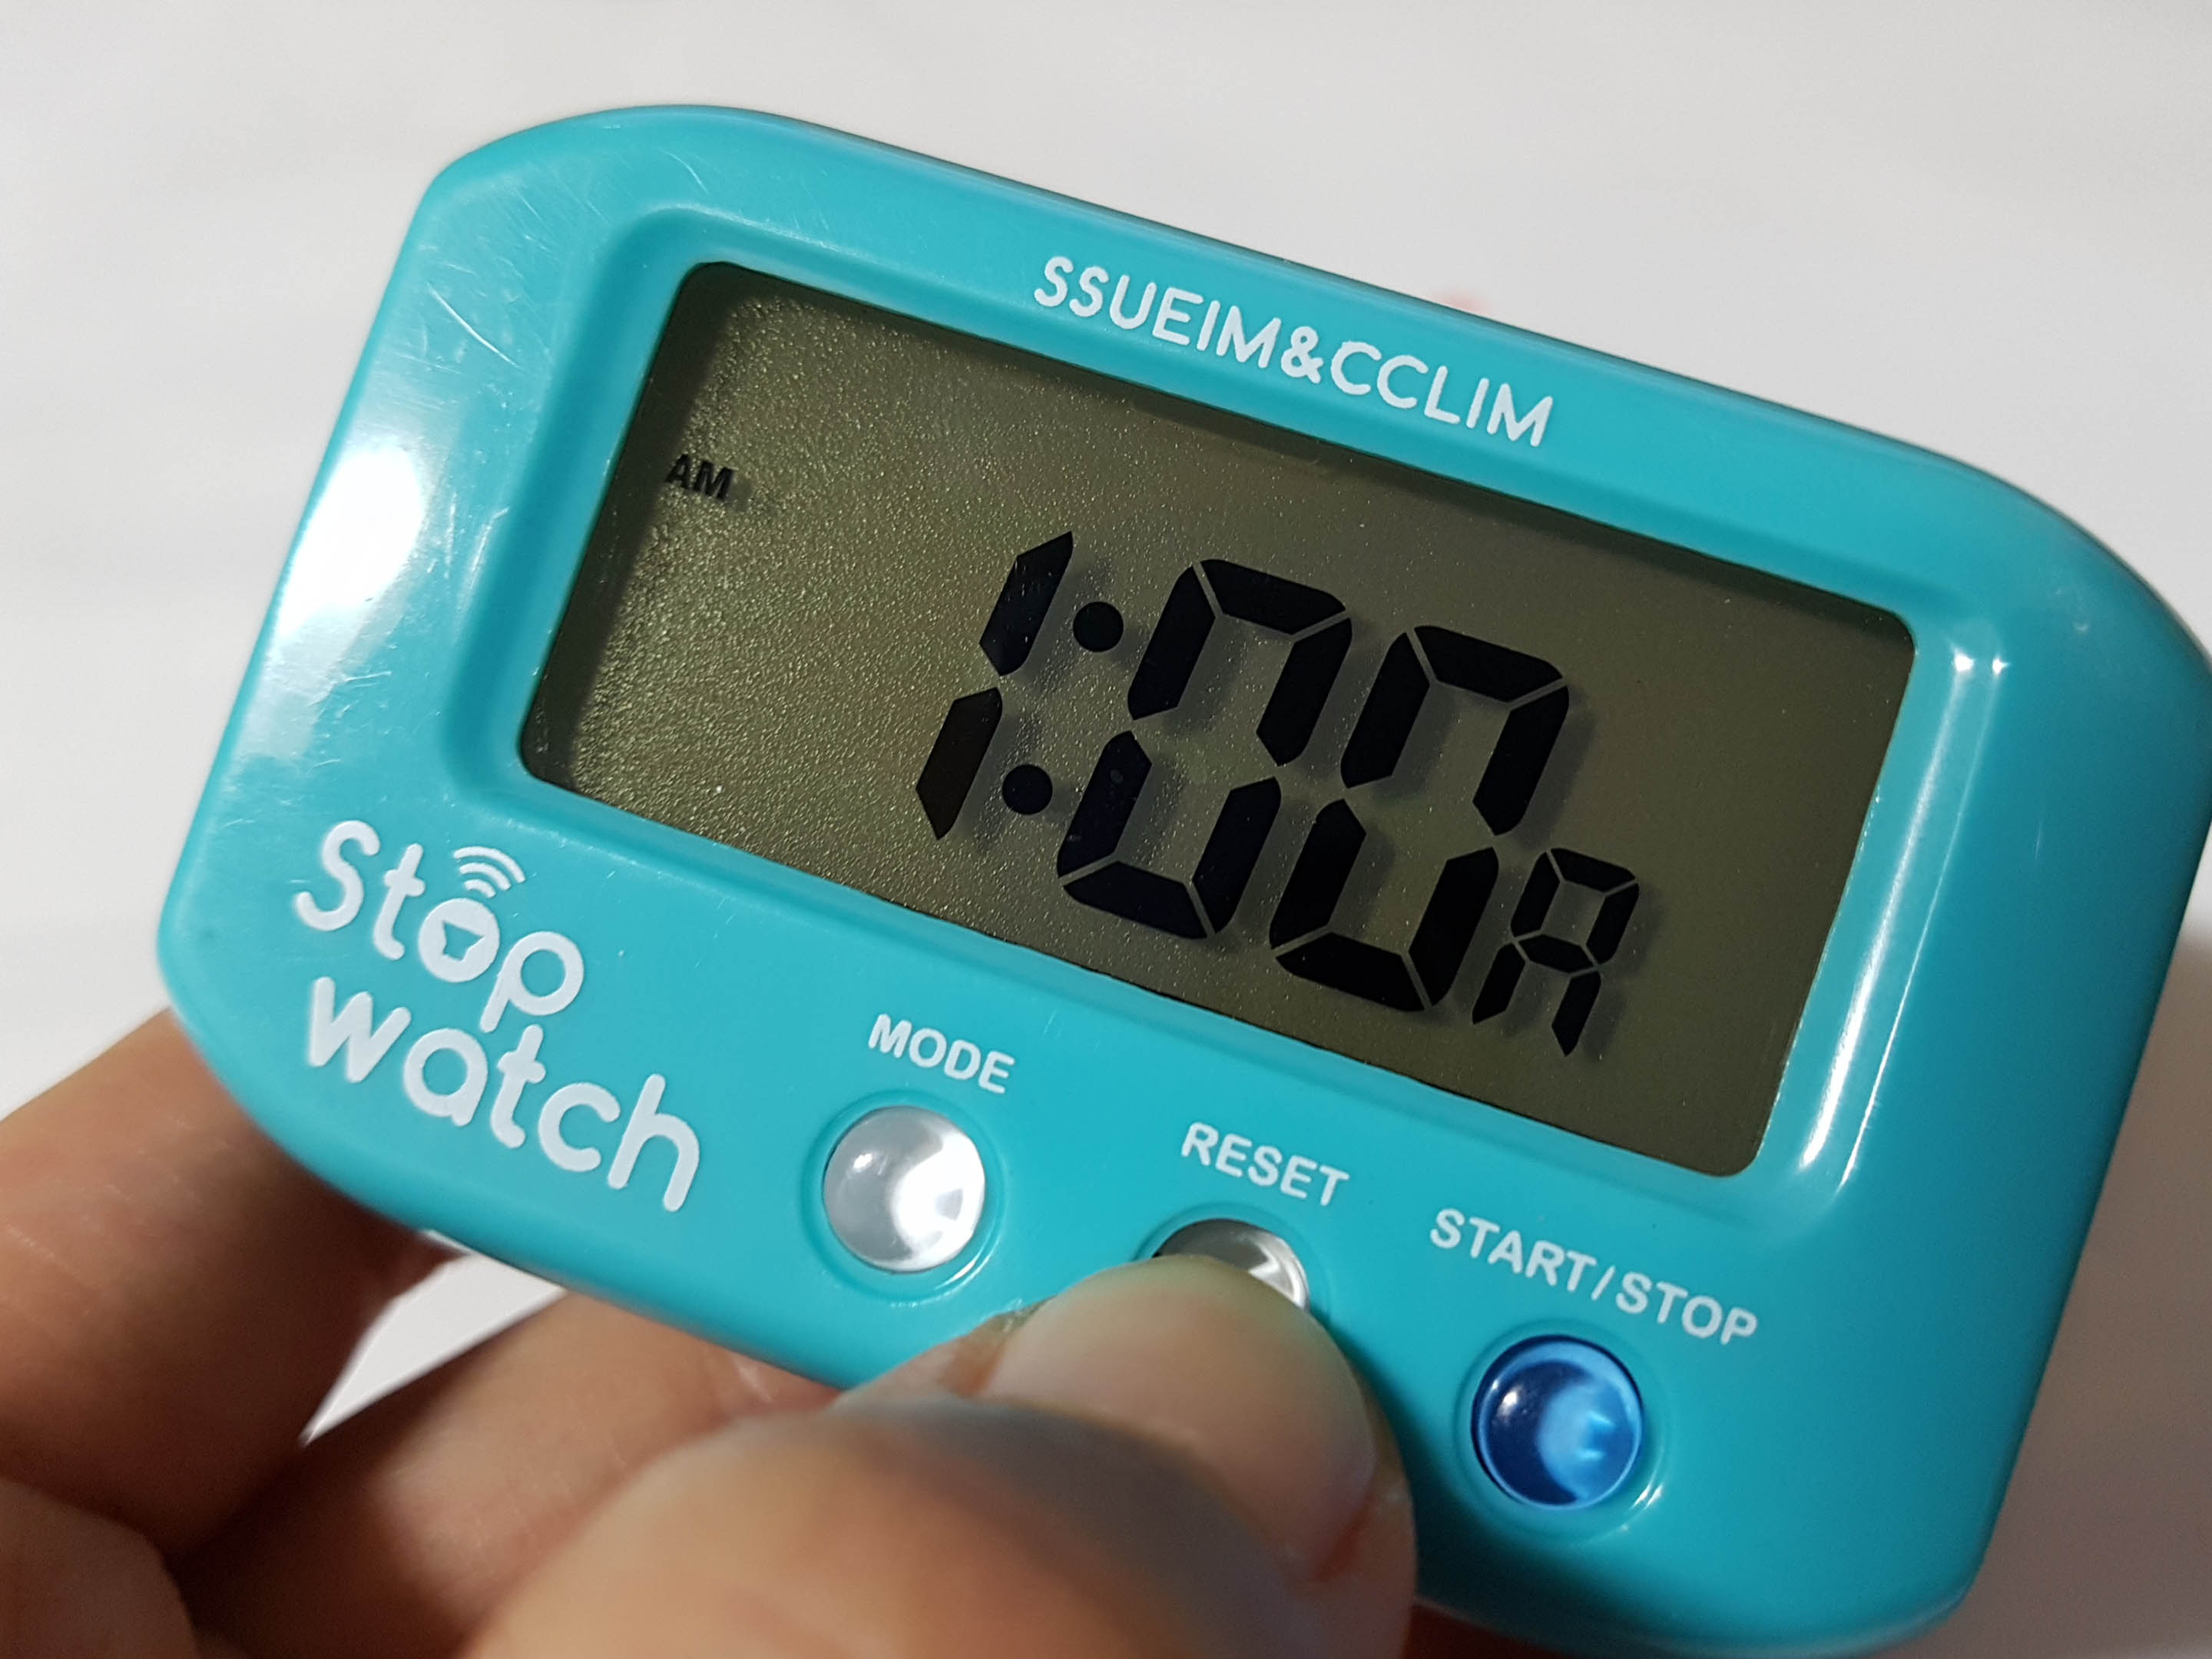 SSUEIM&CCLIM
AM
1:00 A
Stop
watch
MODE
RESET
START/STOP